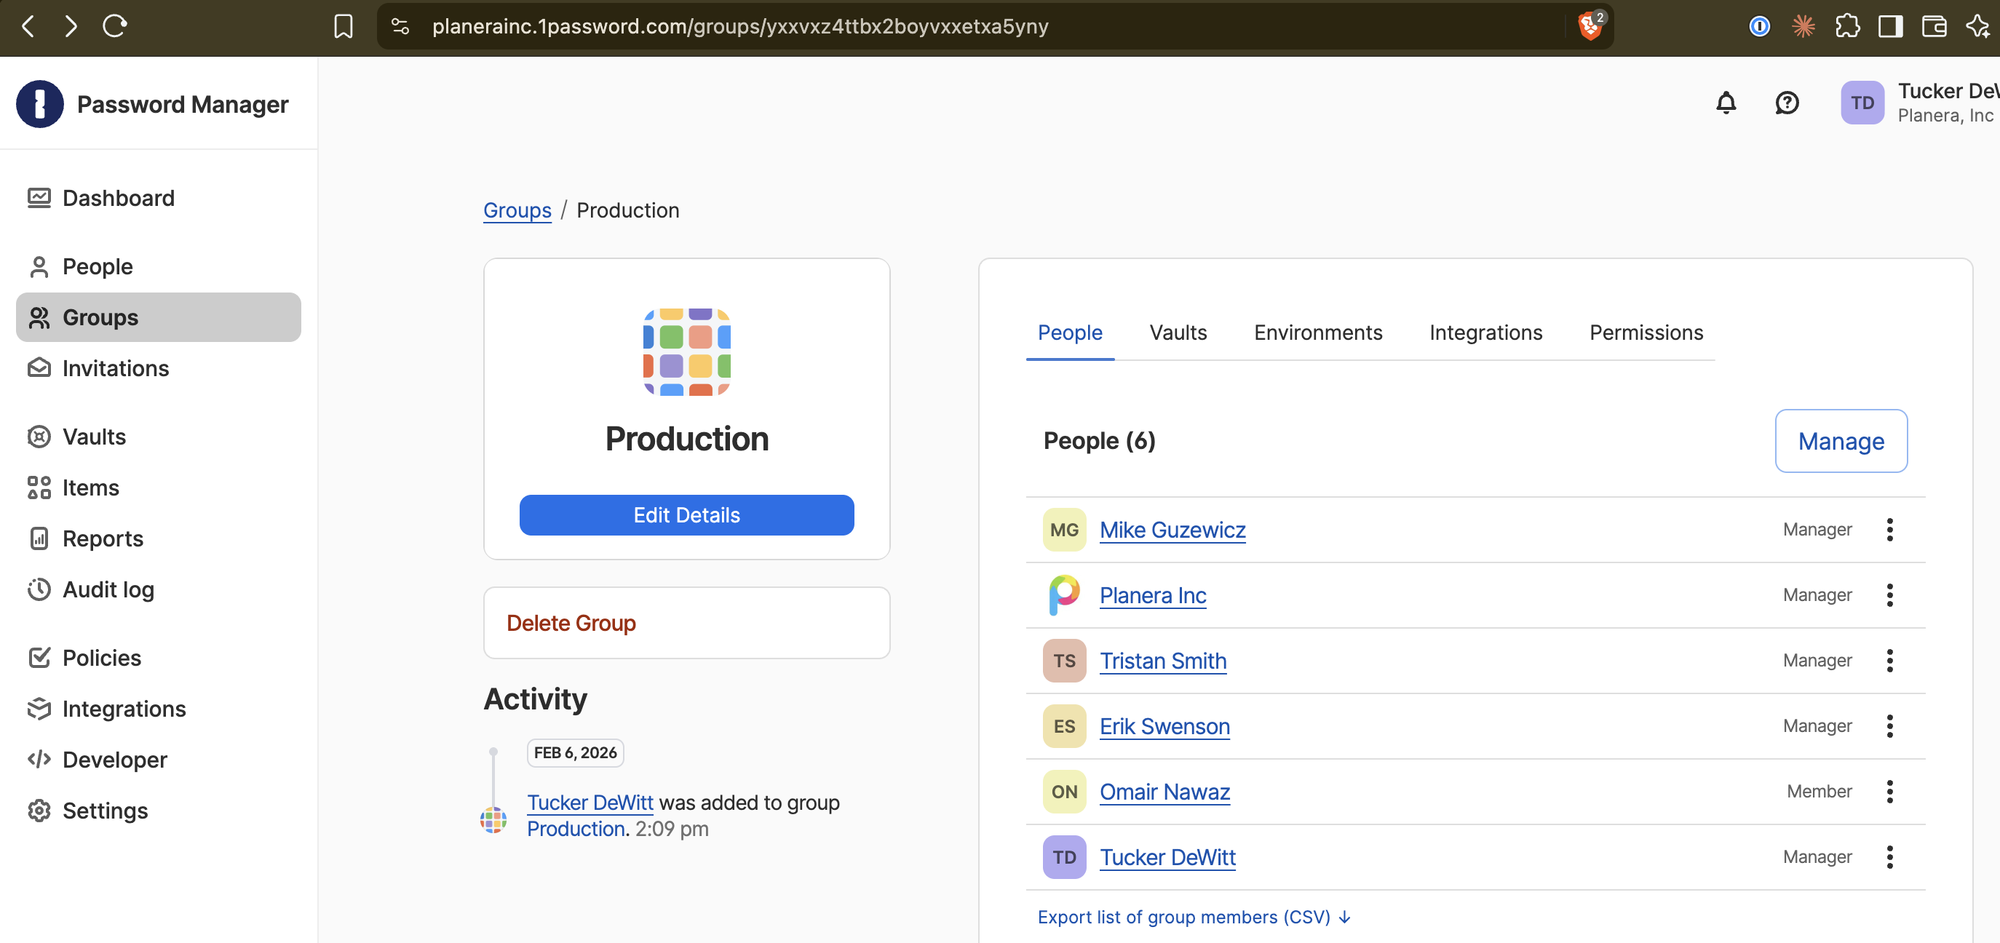 planerainc.1password.com/groups/yxxvxz4ttbx2boyvxxetxa5yny
2
Password Manager
TD
Tucker DeW
Planera, Inc
Dashboard
People
Groups
Invitations
Vaults
Items
Reports
Audit log
Policies
Integrations
Developer
Settings
Groups / Production
Production
Edit Details
Delete Group
Activity
FEB 6, 2026
Tucker DeWitt was added to group
Production. 2:09 pm
People Vaults Environments Integrations Permissions
People (6)
Manage
MG Mike Guzewicz Manager
Planera Inc Manager
TS Tristan Smith Manager
ES Erik Swenson Manager
ON Omair Nawaz Member
TD Tucker DeWitt Manager
Export list of group members (CSV) ↓